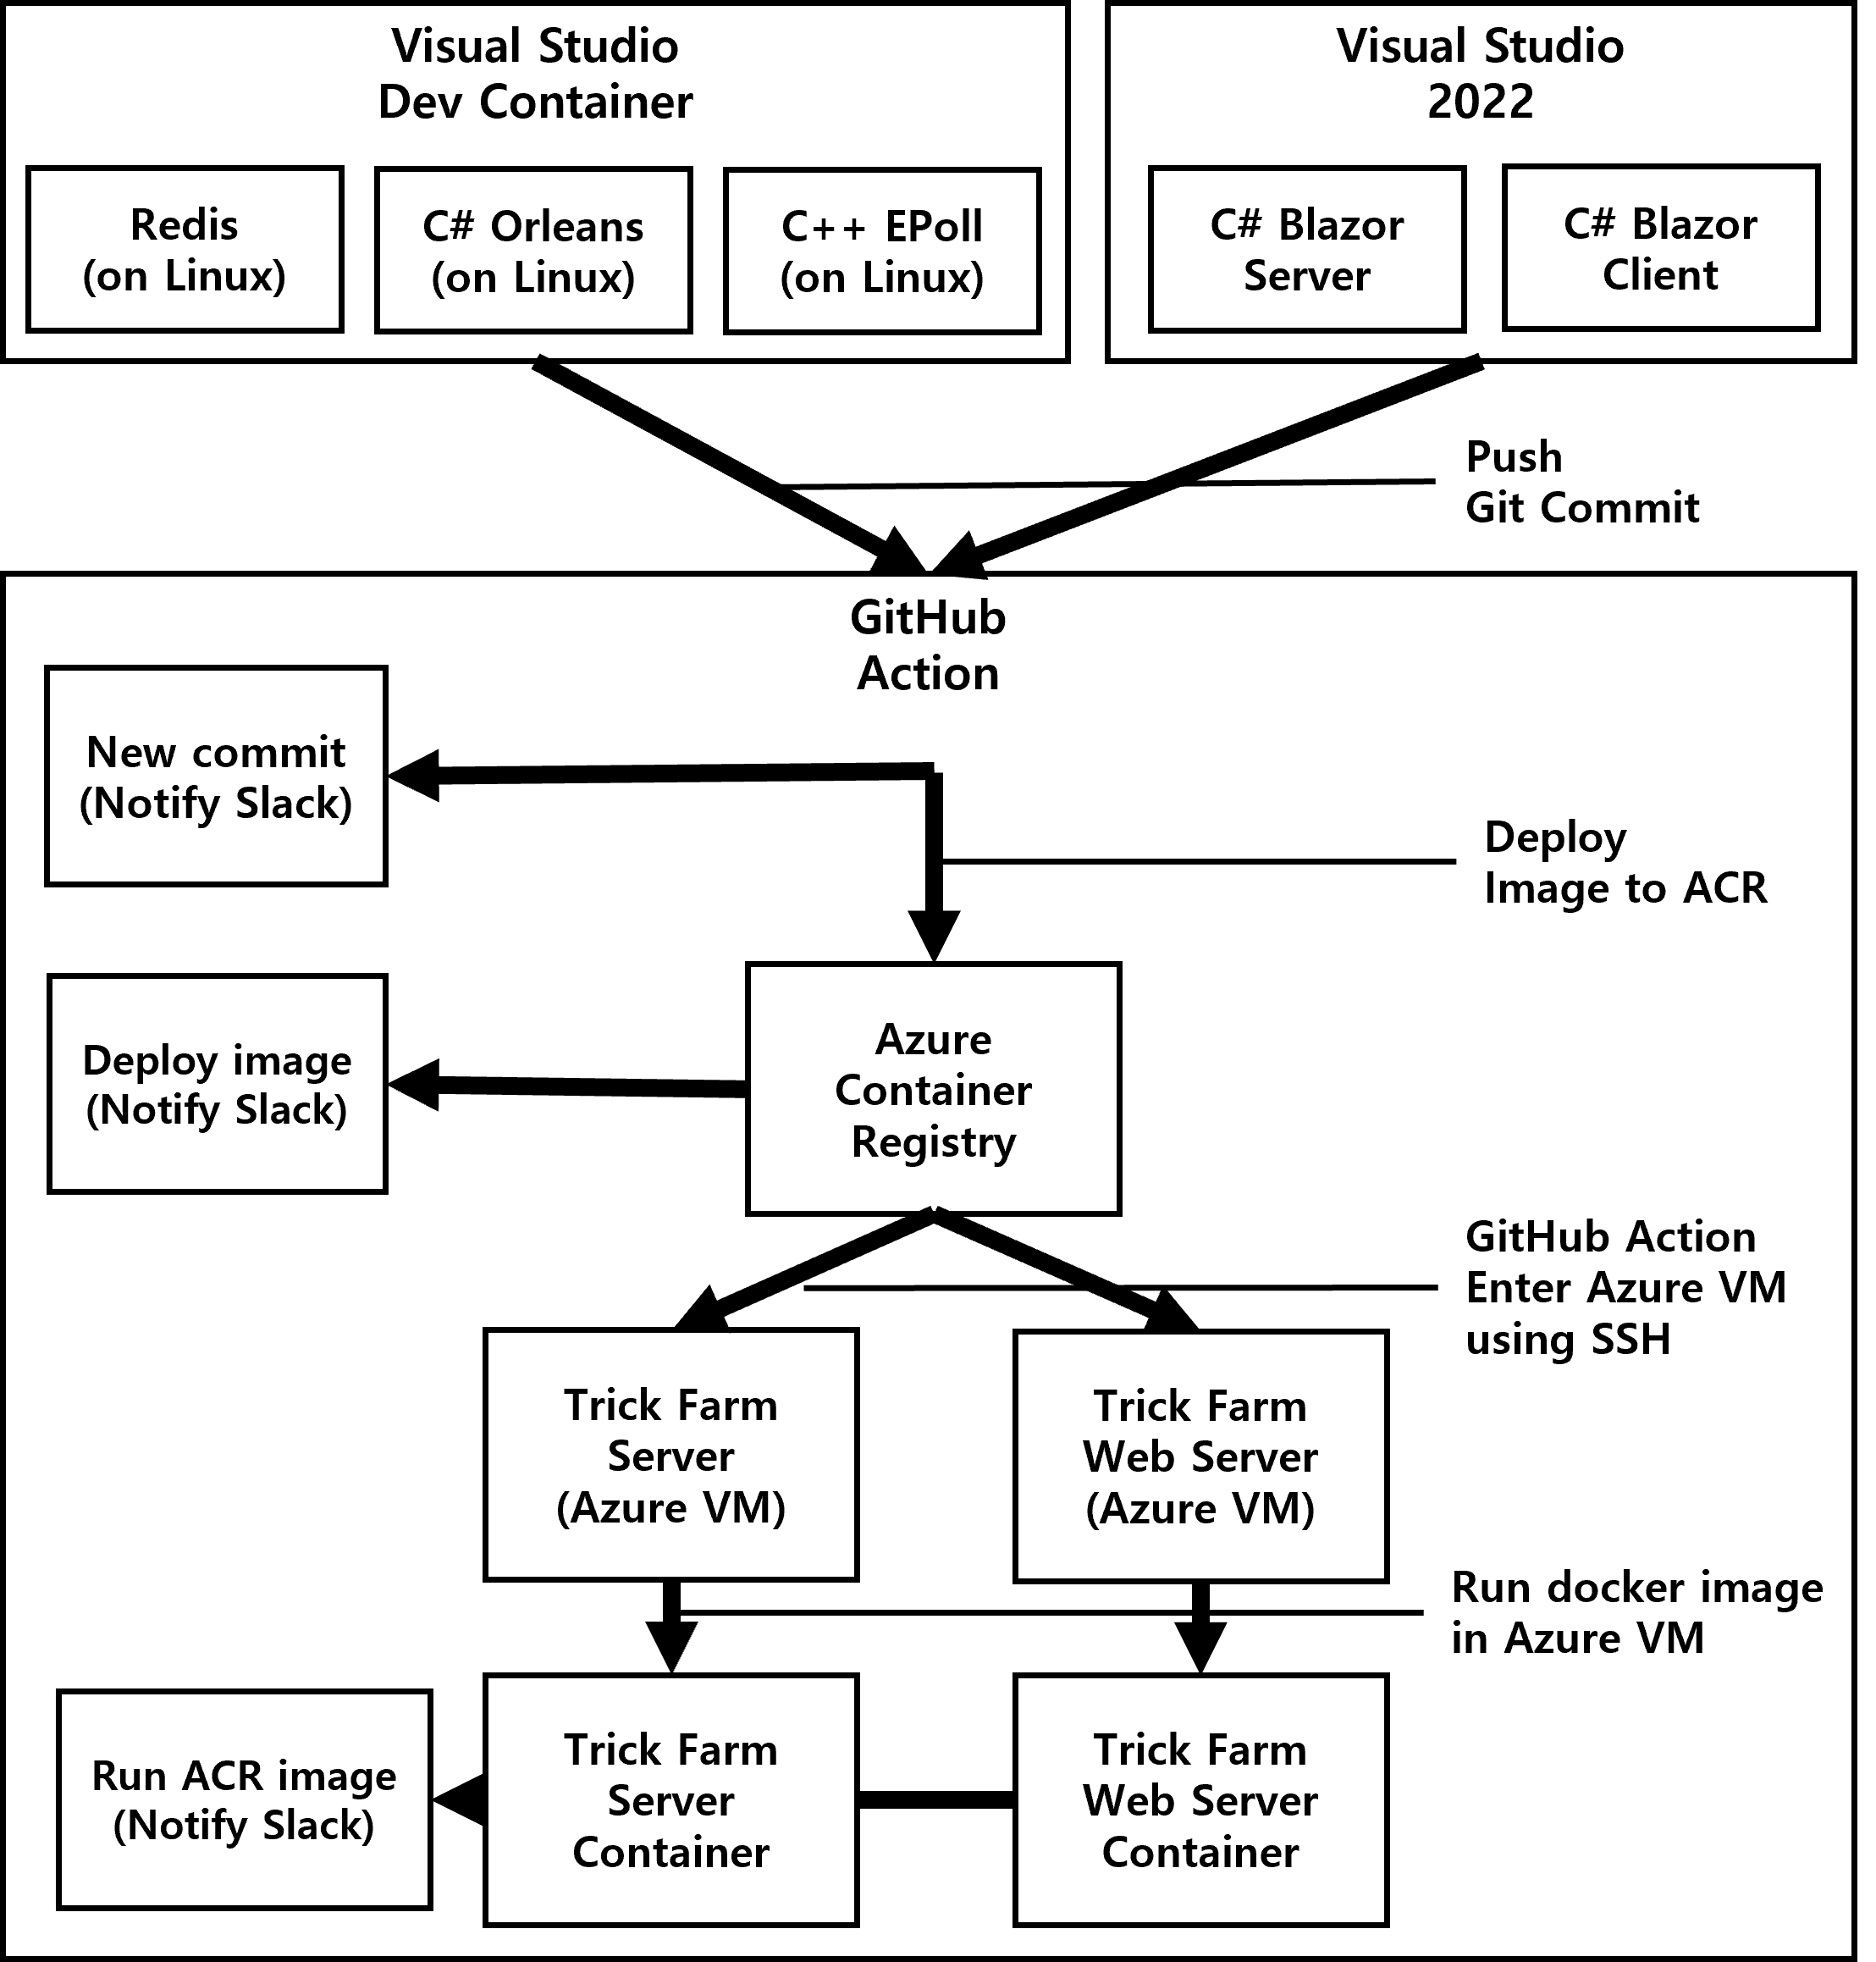 Visual Studio
Dev Container
Redis
(on Linux)
C# Orleans
(on Linux)
C++ EPoll
(on Linux)
Visual Studio
2022
C# Blazor
Server
C# Blazor
Client
Push
Git Commit
GitHub
Action
New commit
(Notify Slack)
Deploy
Image to ACR
Deploy image
(Notify Slack)
Azure
Container
Registry
GitHub Action
Enter Azure VM
using SSH
Trick Farm
Server
(Azure VM)
Trick Farm
Web Server
(Azure VM)
Run docker image
in Azure VM
Run ACR image
(Notify Slack)
Trick Farm
Server
Container
Trick Farm
Web Server
Container